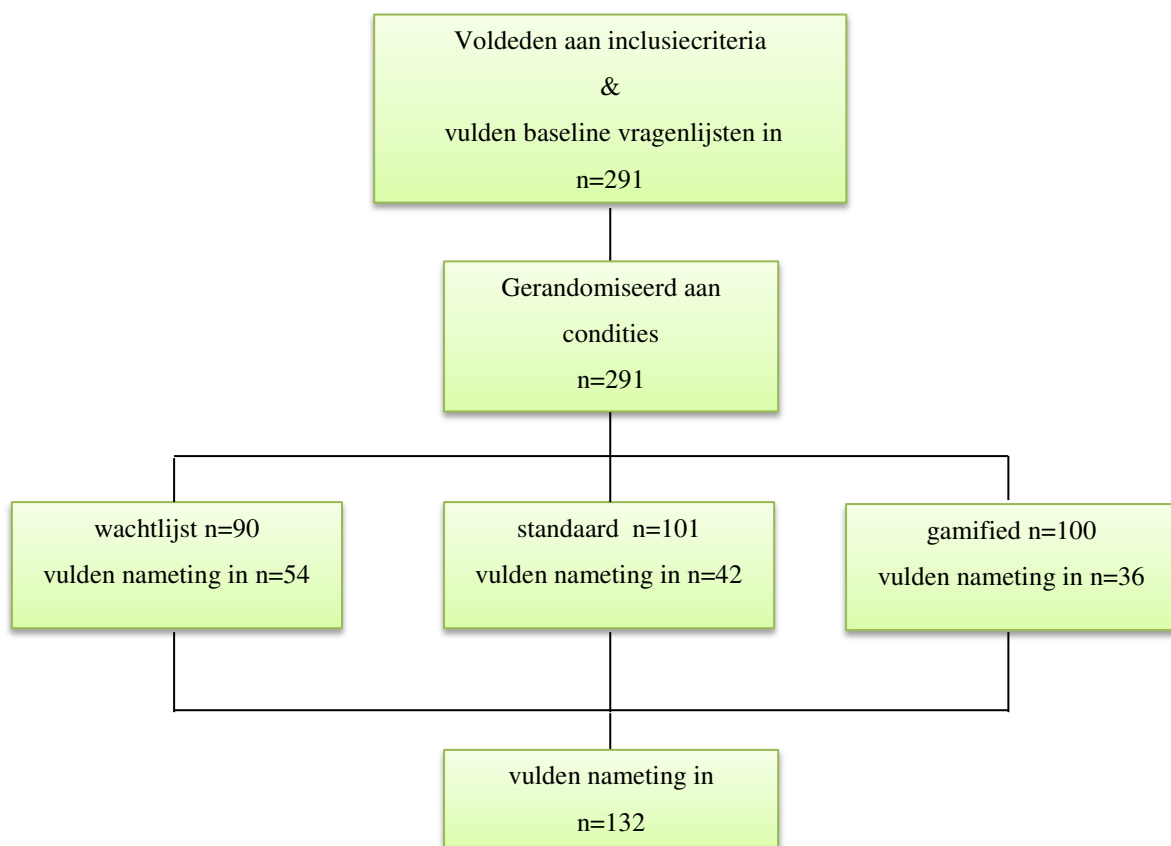 Voldeden aan inclusiecriteria
&
vulden baseline vragenlijsten in
n=291
Gerandomiseerd aan
condities
n=291
wachtlijst n=90
vulden nameting in n=54
standaard n=101
vulden nameting in n=42
gamified n=100
vulden nameting in n=36
vulden nameting in
n=132